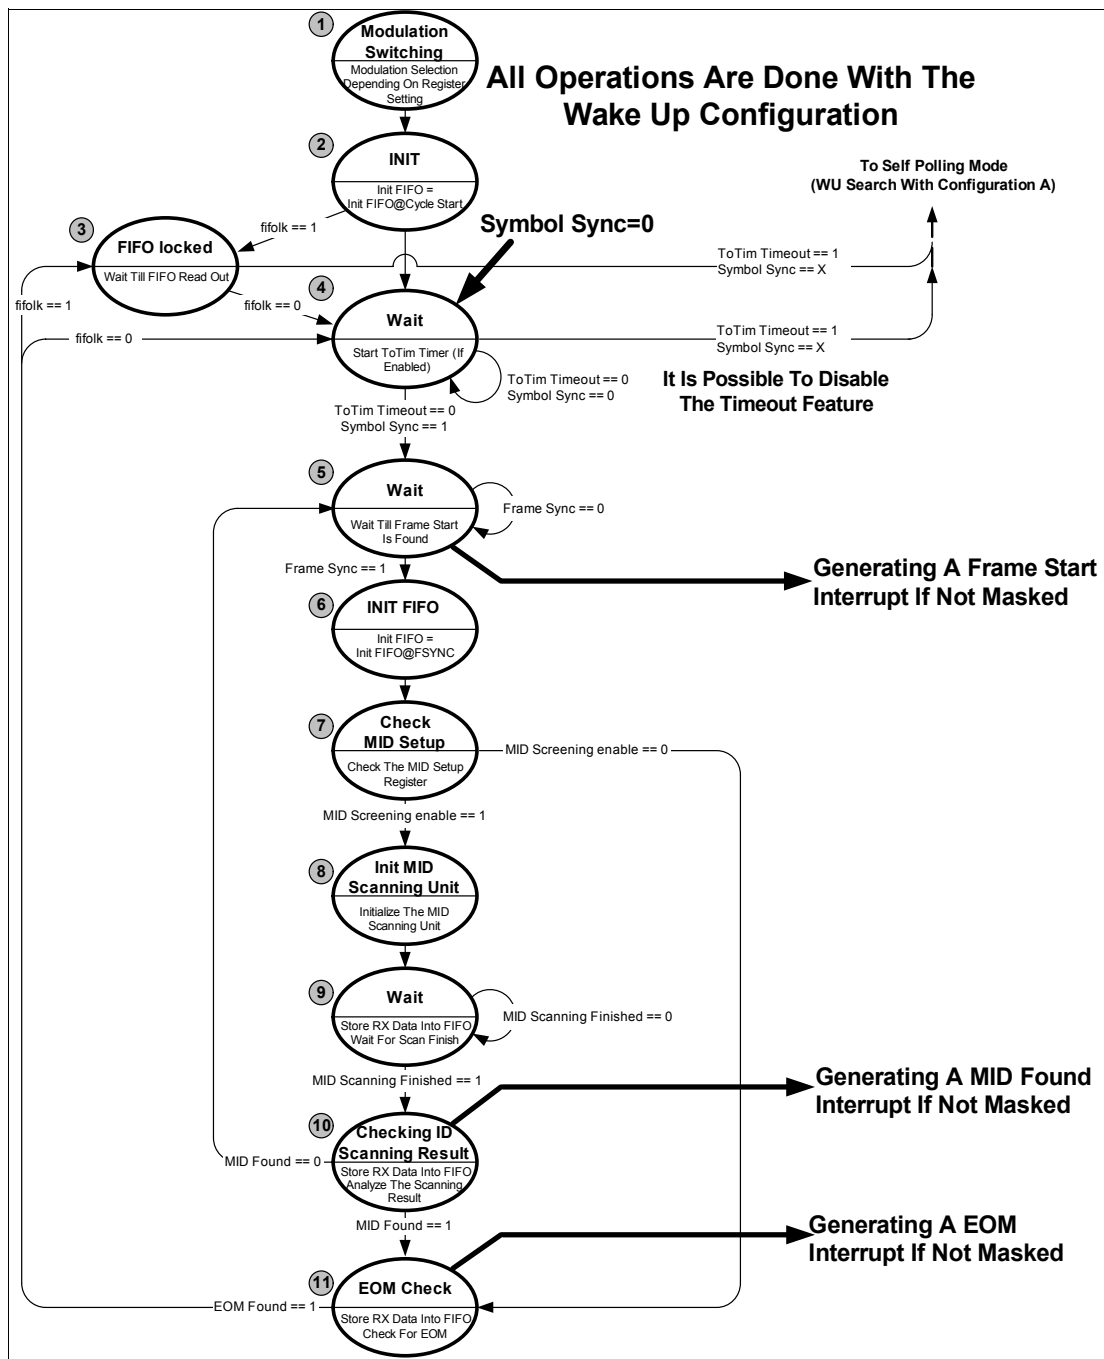 1
Modulation
Switching
Modulation Selection
Depending On Register
Setting
All Operations Are Done With The
Wake Up Configuration
2
INIT
Init FIFO =
Init FIFO@Cycle Start
To Self Polling Mode
(WU Search With Configuration A)
fifolk == 1
Symbol Sync=0
3
FIFO locked
Wait Till FIFO Read Out
ToTim Timeout == 1
Symbol Sync == X
fifolk == 1
fifolk == 0
4
Wait
Start ToTim Timer (If
Enabled)
fifolk == 0
ToTim Timeout == 1
Symbol Sync == X
ToTim Timeout == 0
Symbol Sync == 0
It Is Possible To Disable
The Timeout Feature
ToTim Timeout == 0
Symbol Sync == 1
5
Wait
Wait Till Frame Start
Is Found
Frame Sync == 0
Frame Sync == 1
Generating A Frame Start
Interrupt If Not Masked
6
INIT FIFO
Init FIFO =
Init FIFO@FSYNC
7
Check
MID Setup
Check The MID Setup
Register
MID Screening enable == 0
MID Screening enable == 1
8
Init MID
Scanning Unit
Initialize The MID
Scanning Unit
9
Wait
Store RX Data Into FIFO
Wait For Scan Finish
MID Scanning Finished == 0
MID Scanning Finished == 1
Generating A MID Found
Interrupt If Not Masked
10
Checking ID
Scanning Result
Store RX Data Into FIFO
Analyze The Scanning
Result
MID Found == 0
MID Found == 1
Generating A EOM
Interrupt If Not Masked
11
EOM Check
Store RX Data Into FIFO
Check For EOM
EOM Found == 1